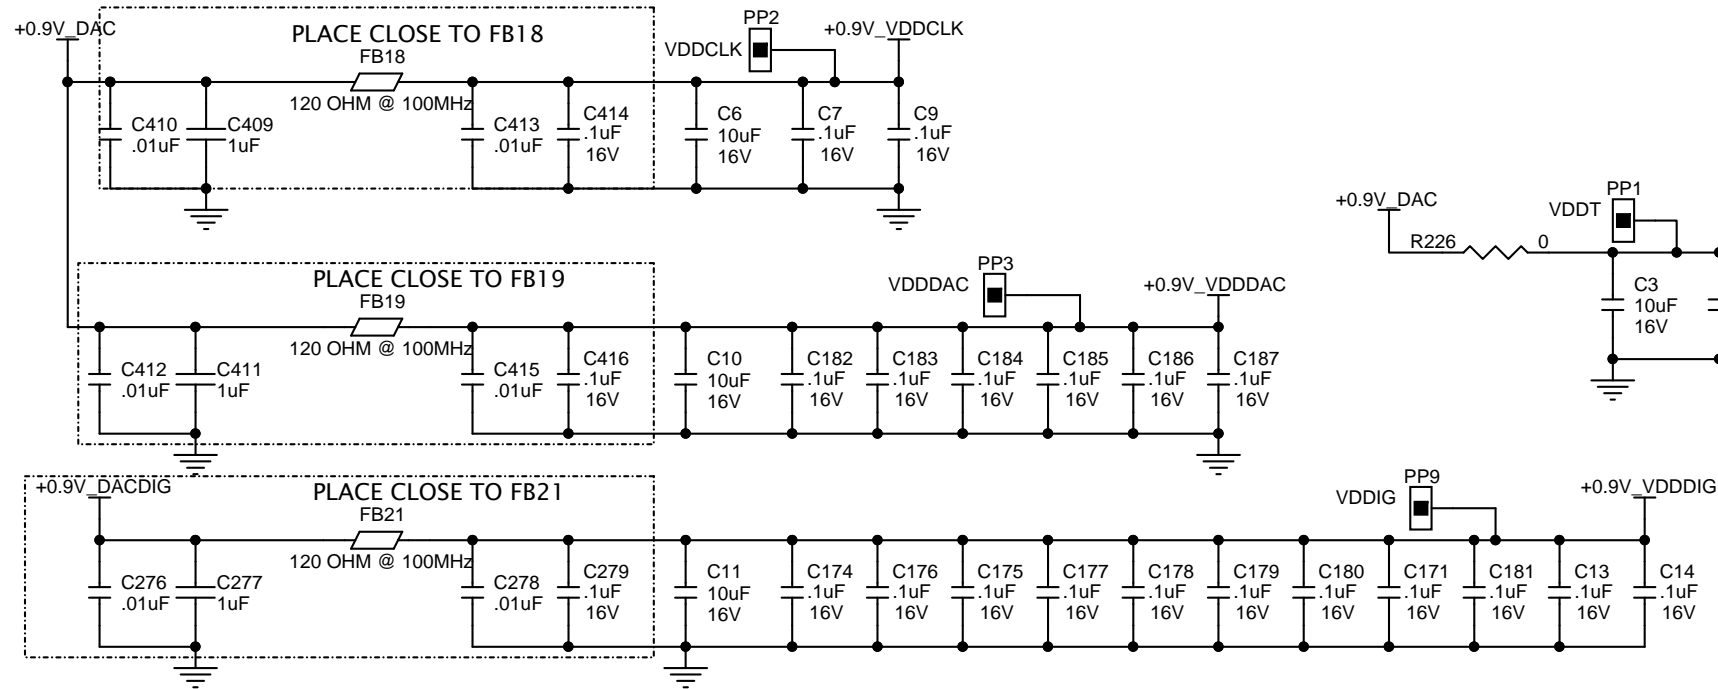 +0.9V_DAC
PLACE CLOSE TO FB18
FB18
120 OHM @ 100MHz
C410
.01uF
C409
1uF
C413
.01uF
C414
.1uF
16V
VDDCLK
PP2
+0.9V_VDDCLK
C6
10uF
16V
C7
.1uF
16V
C9
.1uF
16V
+0.9V_DAC
R226
0
VDDT
PP1
C3
10uF
16V
PLACE CLOSE TO FB19
FB19
120 OHM @ 100MHz
C412
.01uF
C411
1uF
C415
.01uF
C416
.1uF
16V
VDDDAC
PP3
+0.9V_VDDDAC
C10
10uF
16V
C182
.1uF
16V
C183
.1uF
16V
C184
.1uF
16V
C185
.1uF
16V
C186
.1uF
16V
C187
.1uF
16V
+0.9V_DACDIG
PLACE CLOSE TO FB21
FB21
120 OHM @ 100MHz
C276
.01uF
C277
1uF
C278
.01uF
C279
.1uF
16V
VDDIG
PP9
+0.9V_VDDDIG
C11
10uF
16V
C174
.1uF
16V
C176
.1uF
16V
C175
.1uF
16V
C177
.1uF
16V
C178
.1uF
16V
C179
.1uF
16V
C180
.1uF
16V
C171
.1uF
16V
C181
.1uF
16V
C13
.1uF
16V
C14
.1uF
16V